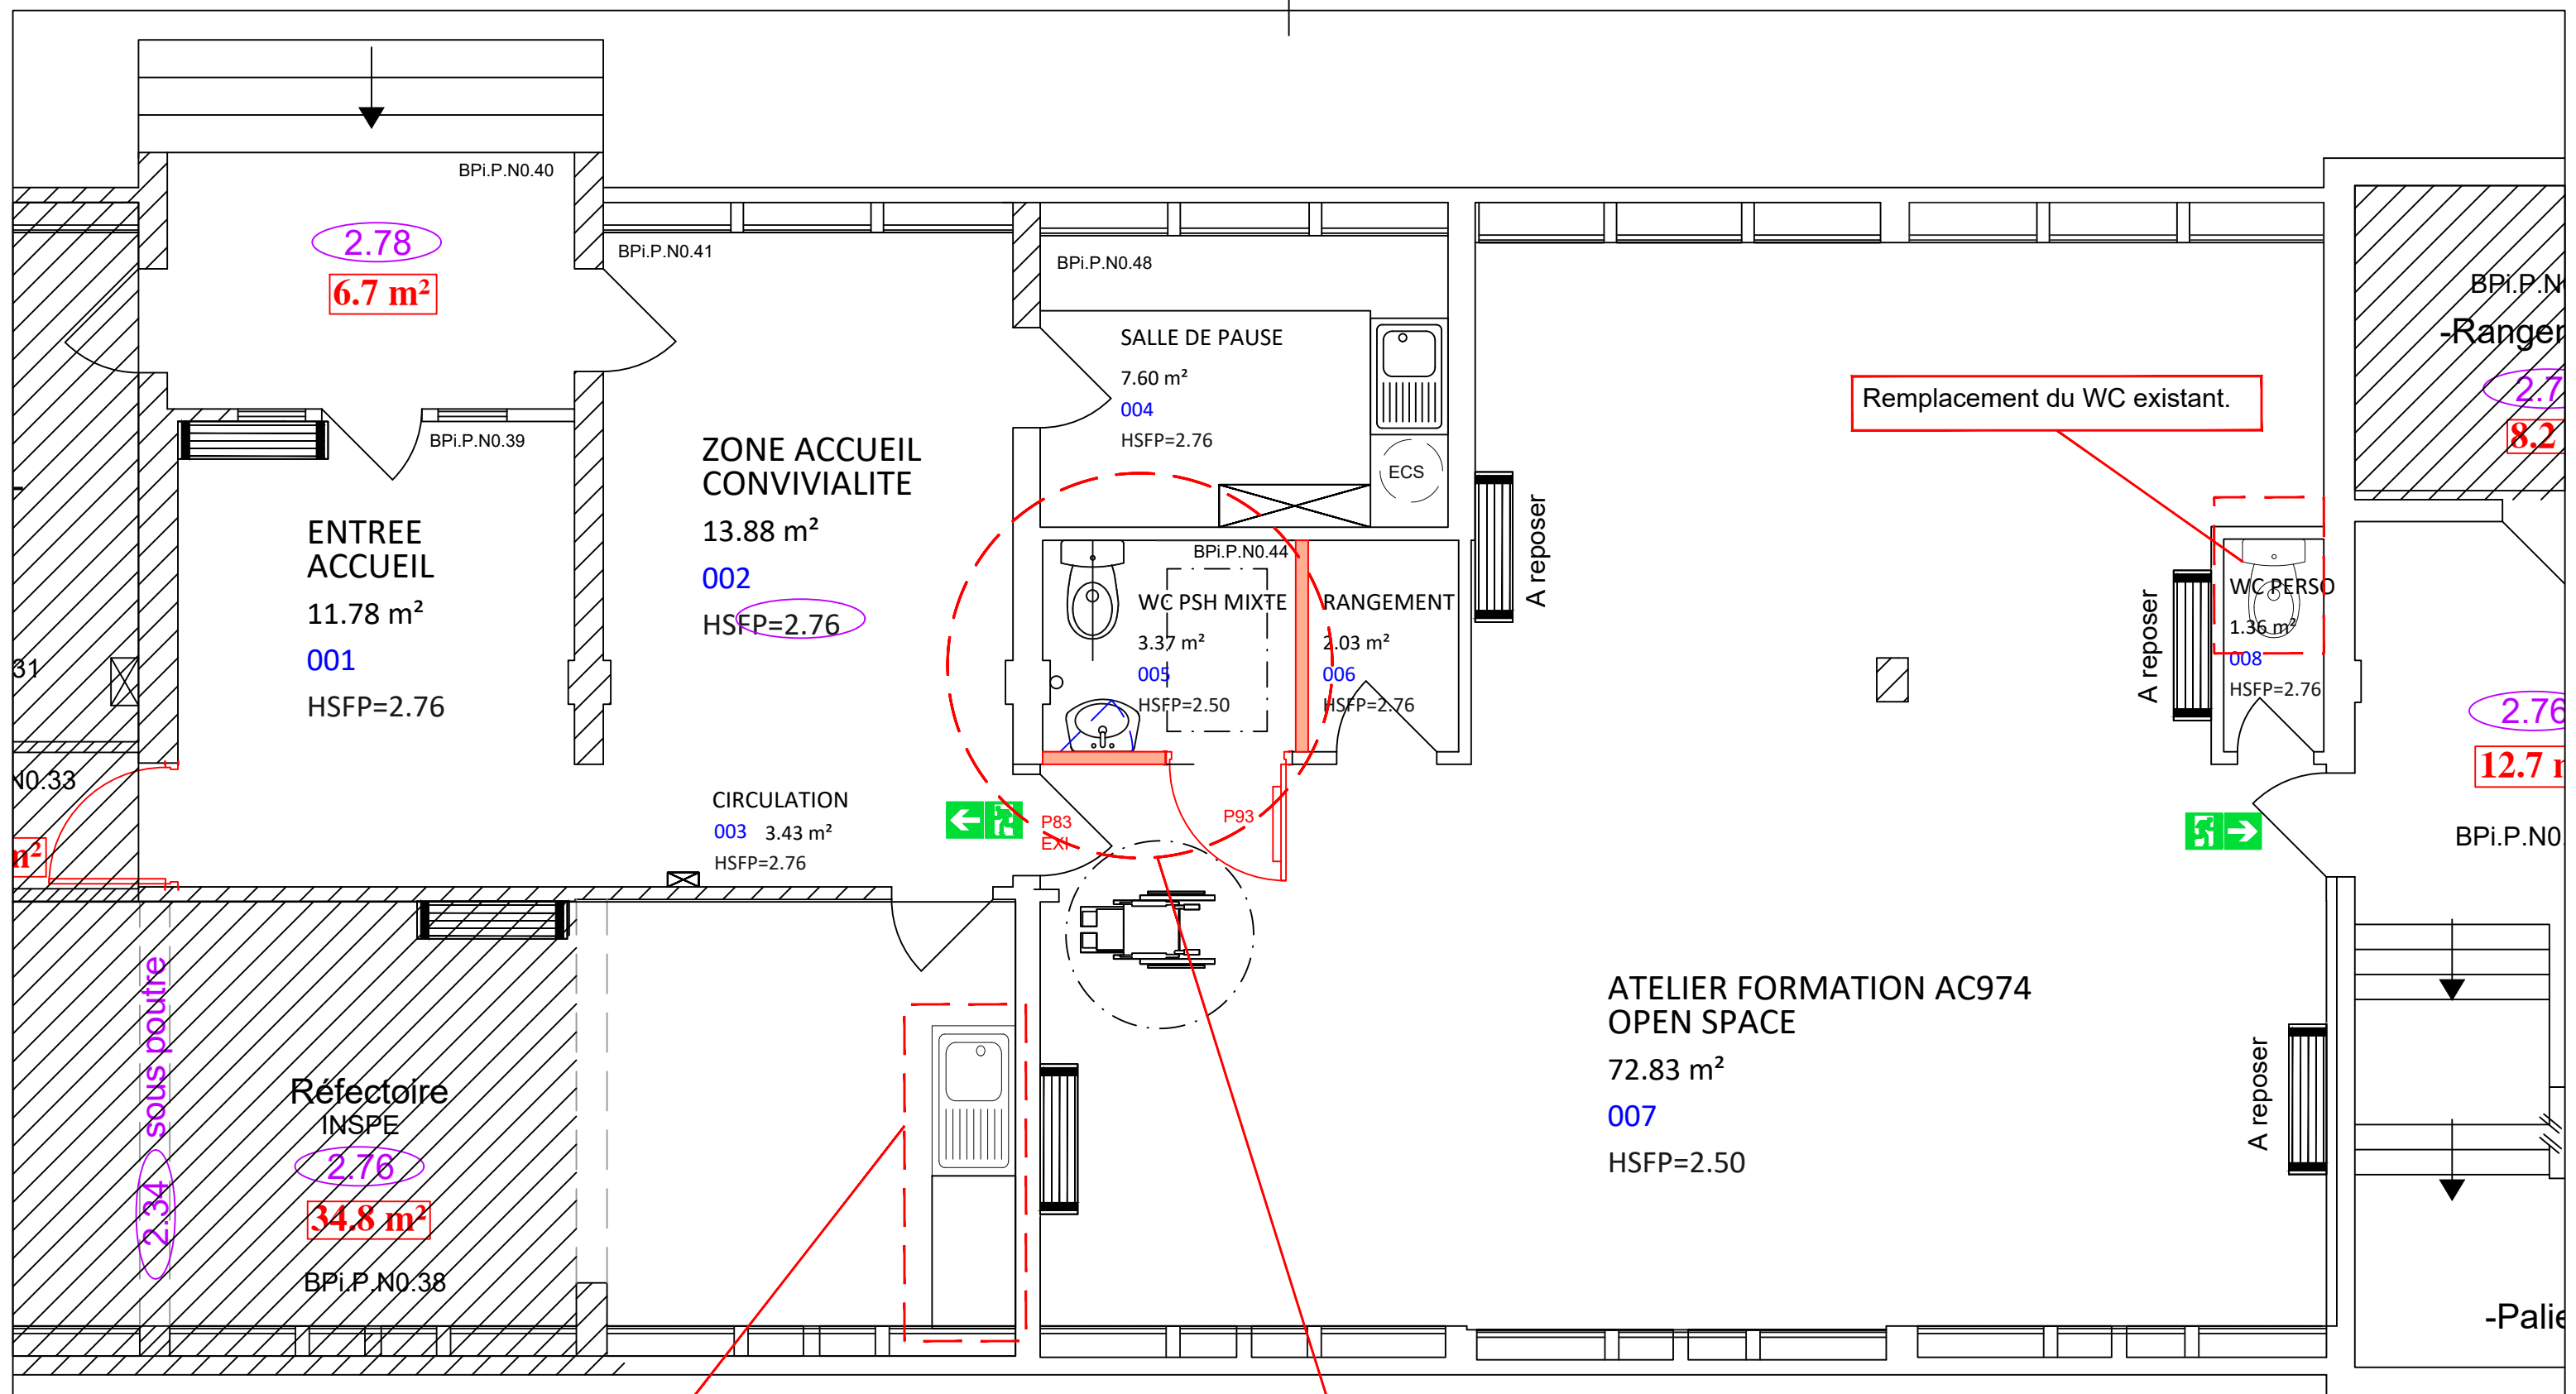 BPi.P.N0.40
2.78
6.7 m²
BPi.P.N0.39
ENTREE
ACCUEIL
11.78 m²
001
HSFP=2.76
BPi.P.N0.41
ZONE ACCUEIL
CONVIVIALITE
13.88 m²
002
HSFP=2.76
CIRCULATION
003 3.43 m²
HSFP=2.76
BPi.P.N0.48
SALLE DE PAUSE
7.60 m²
004
HSFP=2.76
ECS
BPi.P.N0.44
WC PSH MIXTE
3.37 m²
005
HSFP=2.50
RANGEMENT
2.03 m²
006
HSFP=2.76
P83
EXI
P93
A reposer
Remplacement du WC existant.
A reposer
WC PERSO
1.36 m²
008
HSFP=2.76
ATELIER FORMATION AC974
OPEN SPACE
72.83 m²
007
HSFP=2.50
A reposer
31
N0.33
m²
2.34 sous poutre
Réfectoire
INSPE
2.76
34.8 m²
BPi.P.N0.38
BPi.P.N
-Ranger
2.7
8.2
2.76
12.7 m
BPi.P.N0.
-Palie